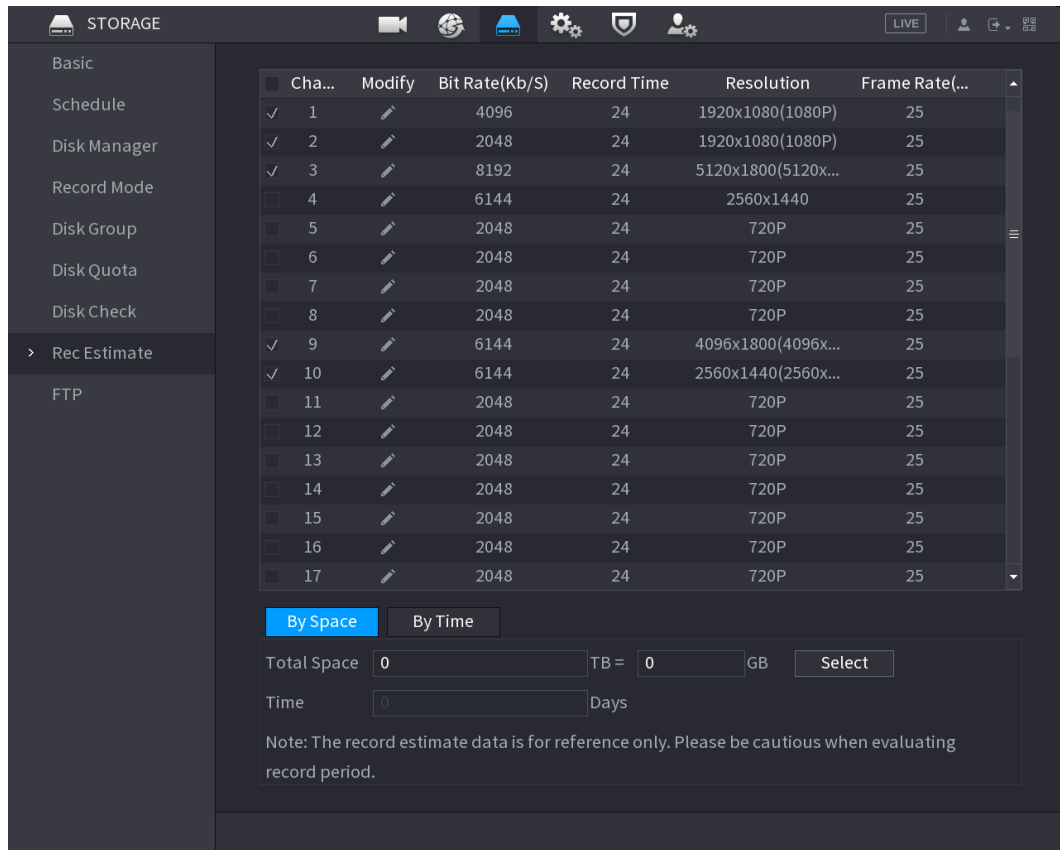 STORAGE LIVE
Basic
Schedule
Disk Manager
Record Mode
Disk Group
Disk Quota
Disk Check
Rec Estimate
FTP
Cha... Modify Bit Rate(Kb/S) Record Time Resolution Frame Rate(...
1 4096 24 1920x1080(1080P) 25
2 2048 24 1920x1080(1080P) 25
3 8192 24 5120x1800(5120x... 25
4 6144 24 2560x1440 25
5 2048 24 720P 25
6 2048 24 720P 25
7 2048 24 720P 25
8 2048 24 720P 25
9 6144 24 4096x1800(4096x... 25
10 6144 24 2560x1440(2560x... 25
11 2048 24 720P 25
12 2048 24 720P 25
13 2048 24 720P 25
14 2048 24 720P 25
15 2048 24 720P 25
16 2048 24 720P 25
17 2048 24 720P 25
By Space By Time
Total Space 0 TB = 0 GB Select
Time 0 Days
Note: The record estimate data is for reference only. Please be cautious when evaluating
record period.